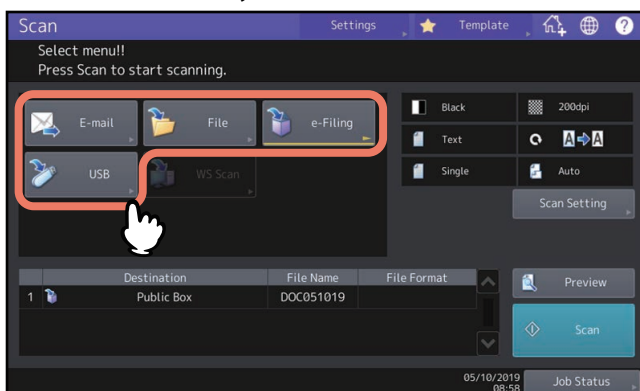 Scan Settings Template ?
Select menu!!
Press Scan to start scanning.
E-mail File e-Filing
USB WS Scan
Black 200dpi
Text A A
Single Auto
Scan Setting
Destination File Name File Format
1 Public Box DOC051019
Preview
Scan
05/10/2019
08:58
Job Status